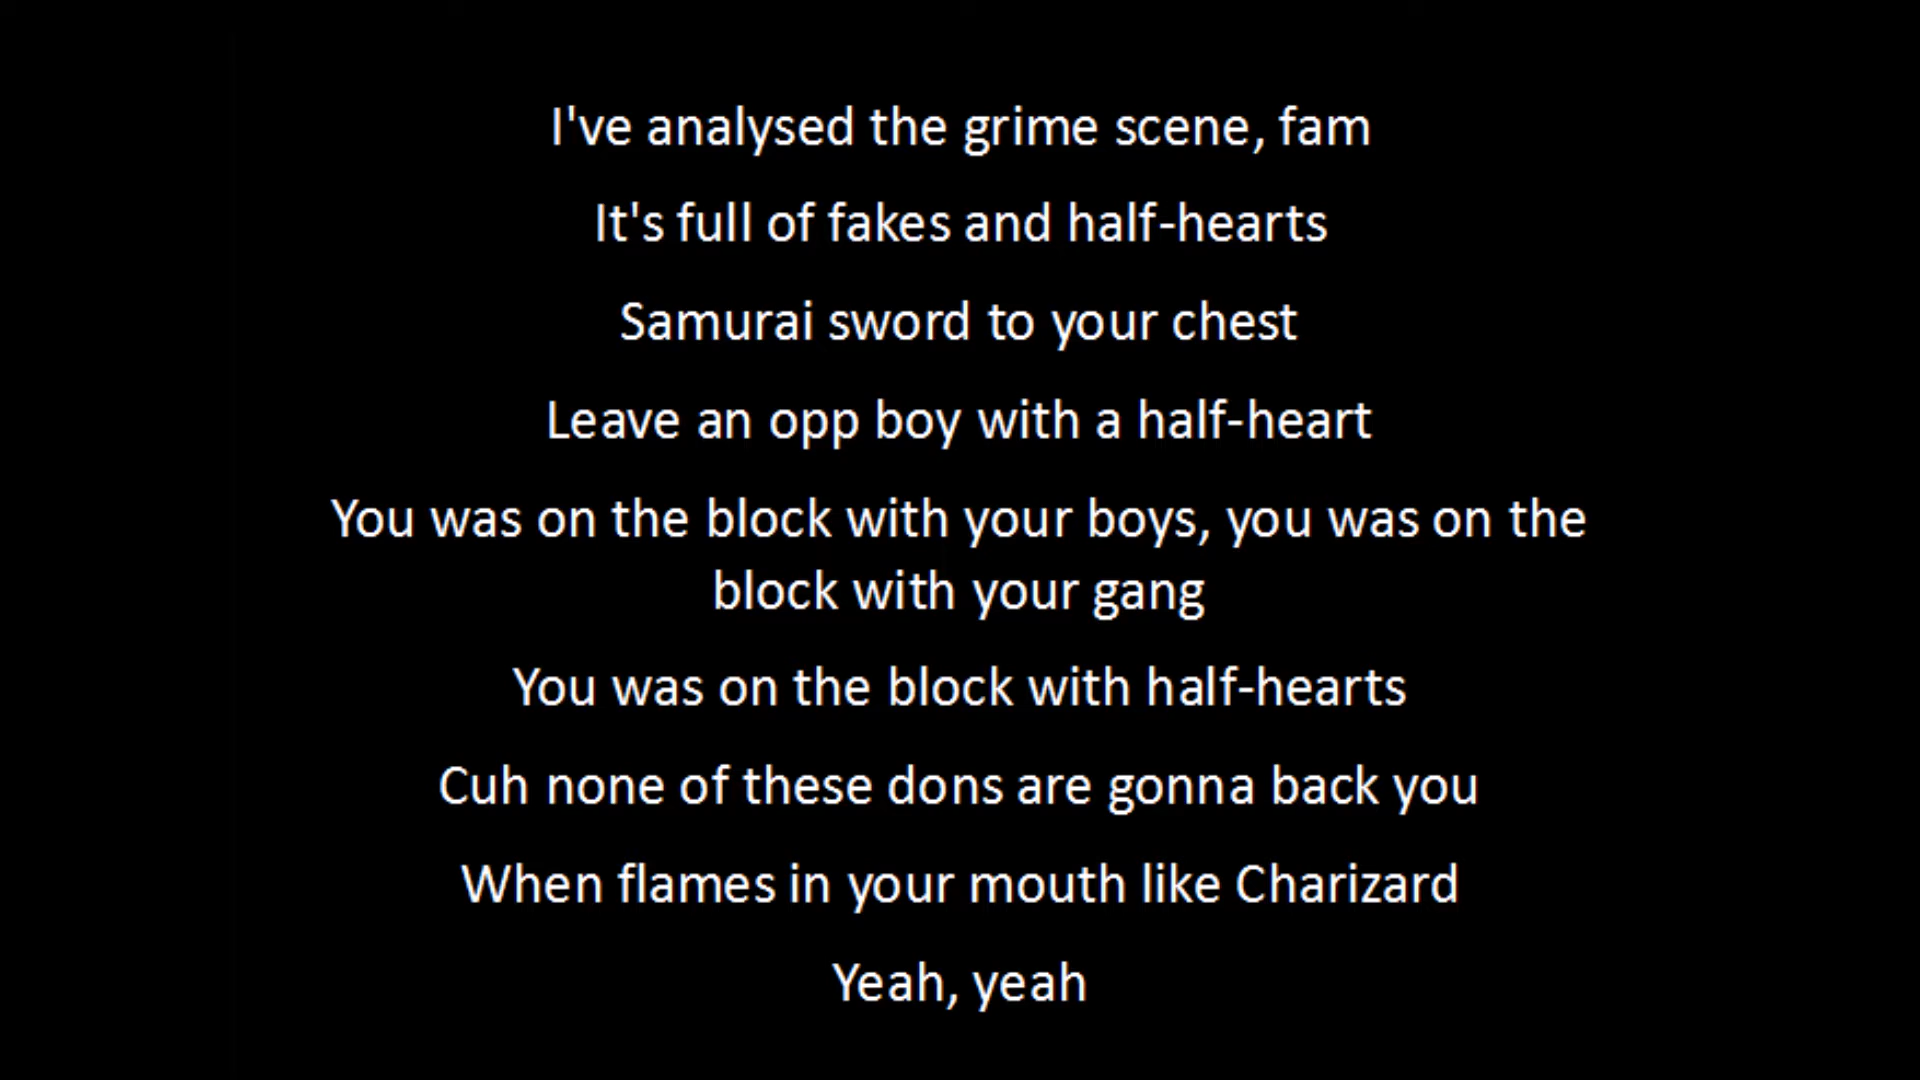 I've analysed the grime scene, fam
It's full of fakes and half-hearts
Samurai sword to your chest
Leave an opp boy with a half-heart
You was on the block with your boys, you was on the
block with your gang
You was on the block with half-hearts
Cuh none of these dons are gonna back you
When flames in your mouth like Charizard
Yeah, yeah